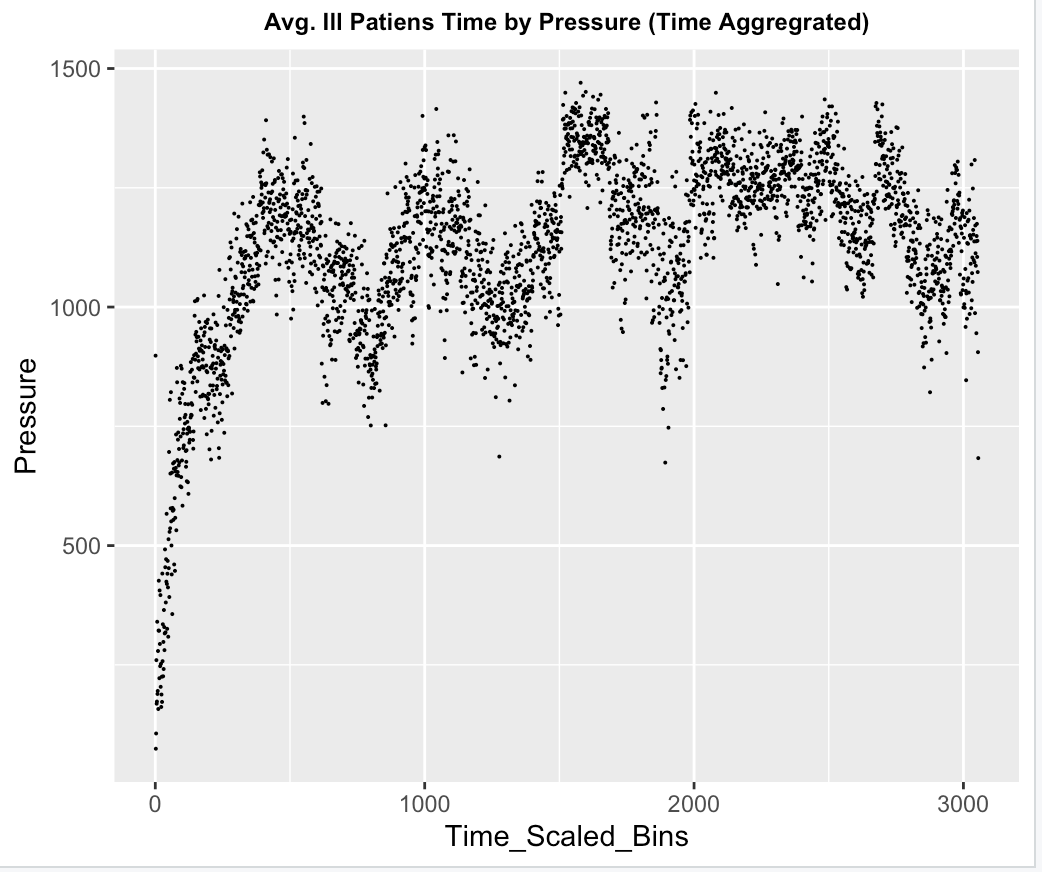 Avg. Ill Patiens Time by Pressure (Time Aggregrated)
1500
1000
500
Pressure
0 1000 2000 3000
Time_Scaled_Bins